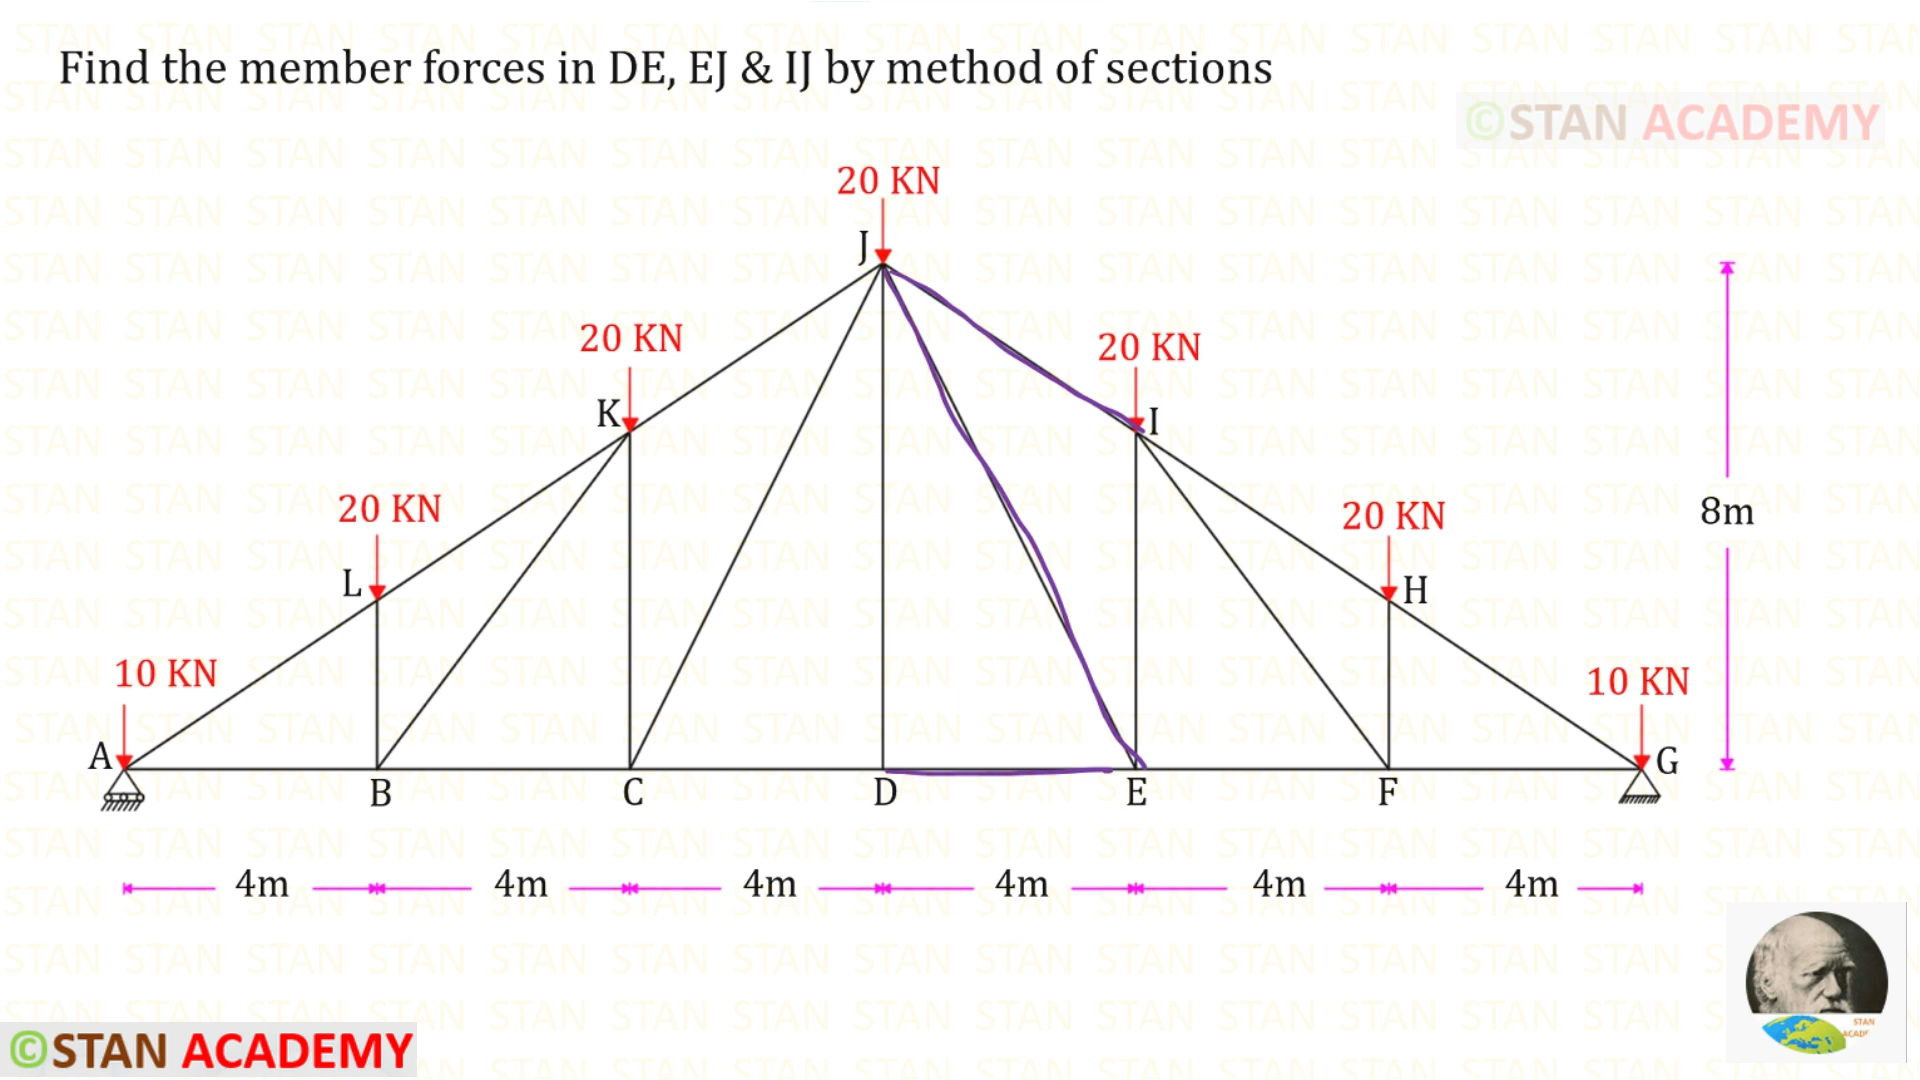 Find the member forces in DE, EJ & IJ by method of sections
©STAN ACADEMY
20 KN
J
20 KN
20 KN
K
I
20 KN
20 KN
8m
L
H
10 KN
10 KN
A
G
B
C
D
E
F
4m
4m
4m
4m
4m
4m
©STAN ACADEMY
STAN